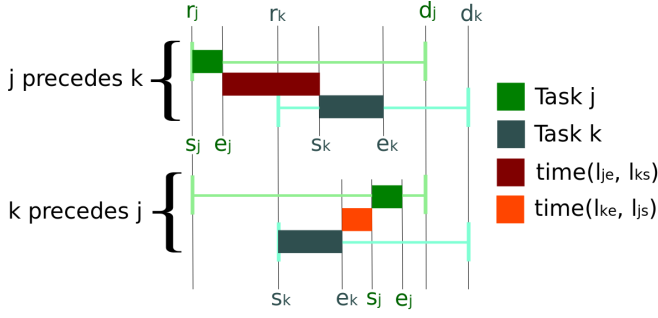 rj rk dj dk
j precedes k
sj ej sk ek
k precedes j
sk ek sj ej
Task j
Task k
time(lje, lks)
time(lke, ljs)